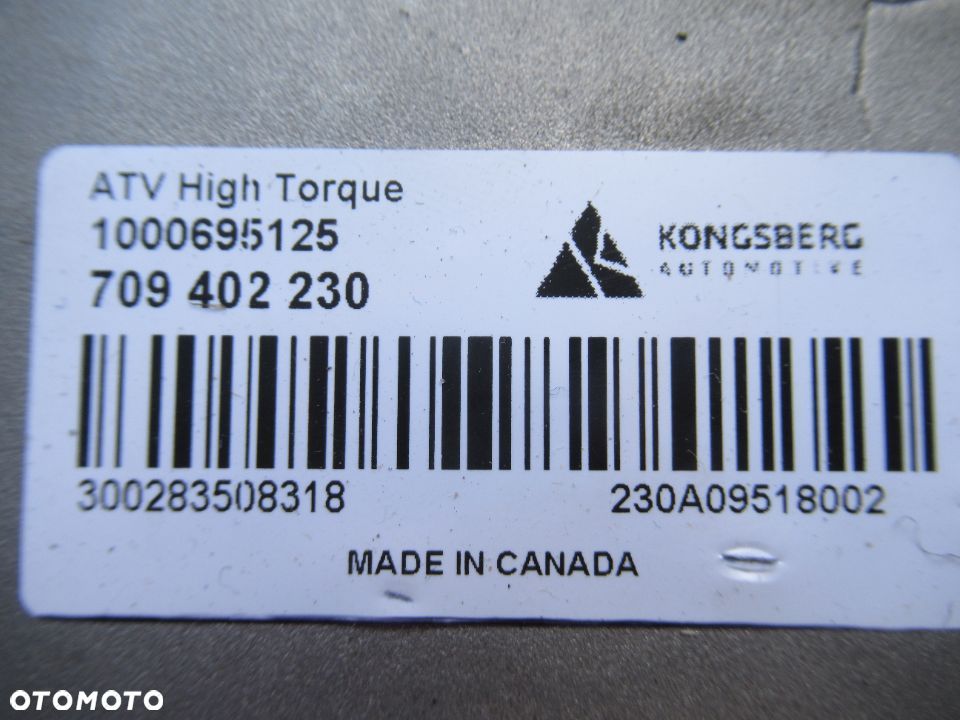 ATV High Torque
1000695125
709 402 230
KONGSBERG
AUTOMOTIVE
300283508318
230A09518002
MADE IN CANADA
OTOMOTO